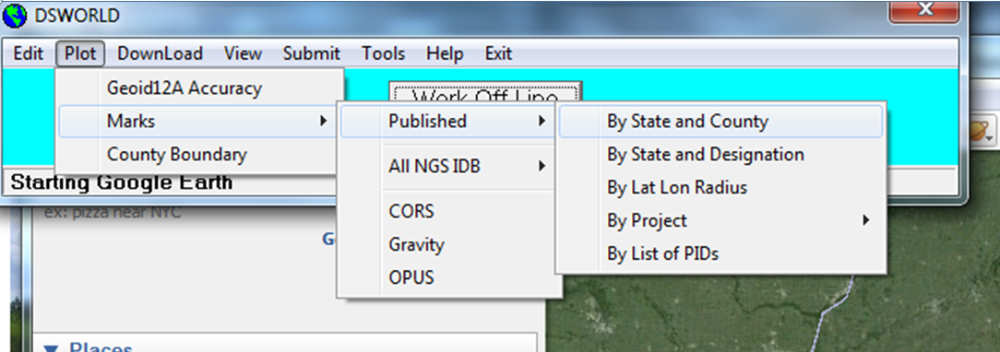 DSWORLD
Edit Plot DownLoad View Submit Tools Help Exit
Geoid12A Accuracy
Work Off Line
Marks
Published
By State and County
County Boundary
By State and Designation
All NGS IDB
Starting Google Earth
By Lat Lon Radius
CORS
ex: pizza near NYC
By Project
Gravity
By List of PIDs
OPUS
Places